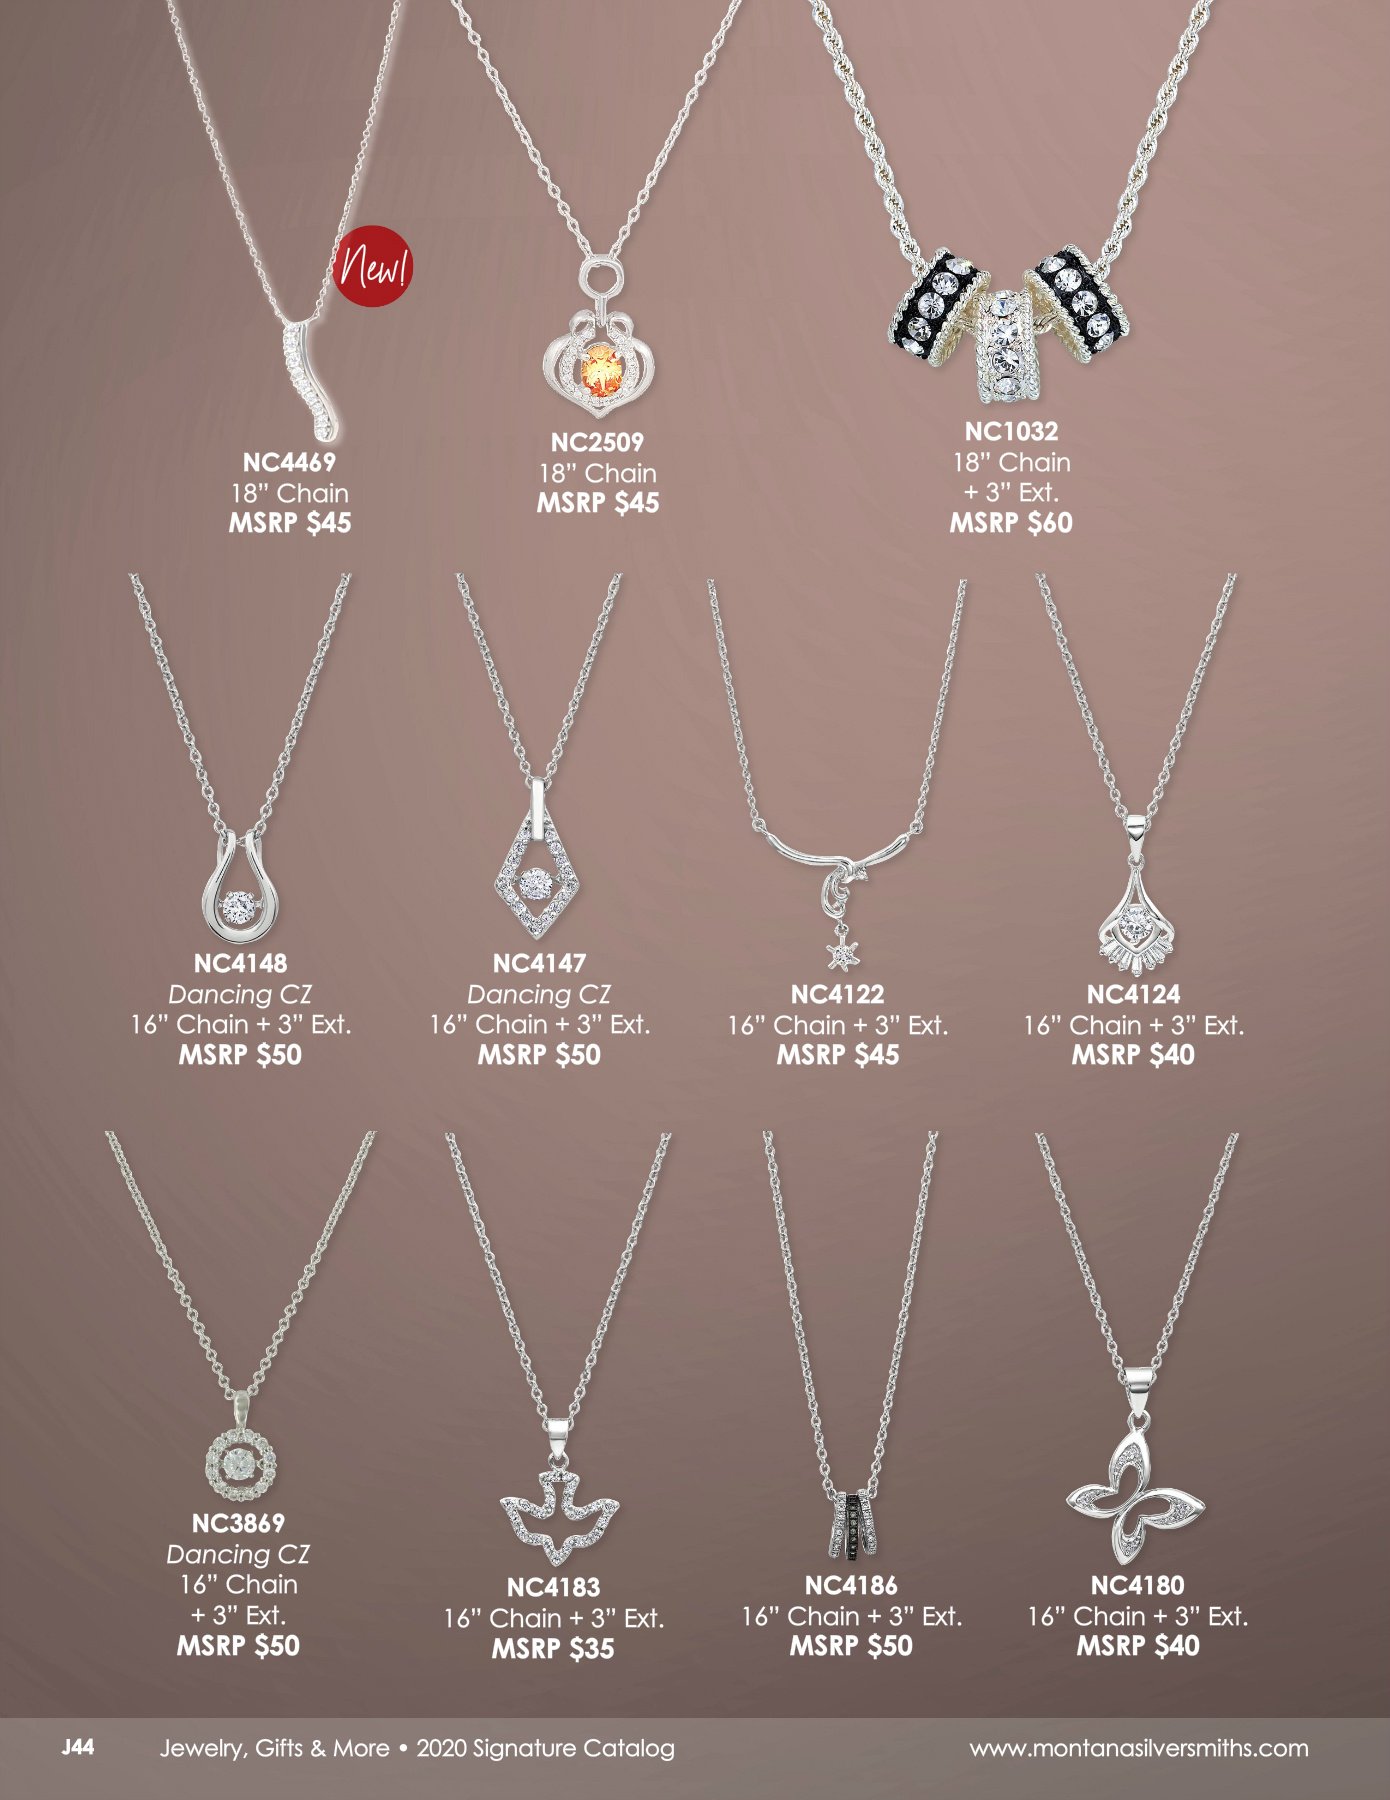 New!
NC4469
18” Chain
MSRP $45
NC2509
18” Chain
MSRP $45
NC1032
18” Chain
+ 3” Ext.
MSRP $60
NC4148
Dancing CZ
16” Chain + 3” Ext.
MSRP $50
NC4147
Dancing CZ
16” Chain + 3” Ext.
MSRP $50
NC4122
16” Chain + 3” Ext.
MSRP $45
NC4124
16” Chain + 3” Ext.
MSRP $40
NC3869
Dancing CZ
16” Chain
+ 3” Ext.
MSRP $50
NC4183
16” Chain + 3” Ext.
MSRP $35
NC4186
16” Chain + 3” Ext.
MSRP $50
NC4180
16” Chain + 3” Ext.
MSRP $40
J44
Jewelry, Gifts & More • 2020 Signature Catalog
www.montanasilversmiths.com